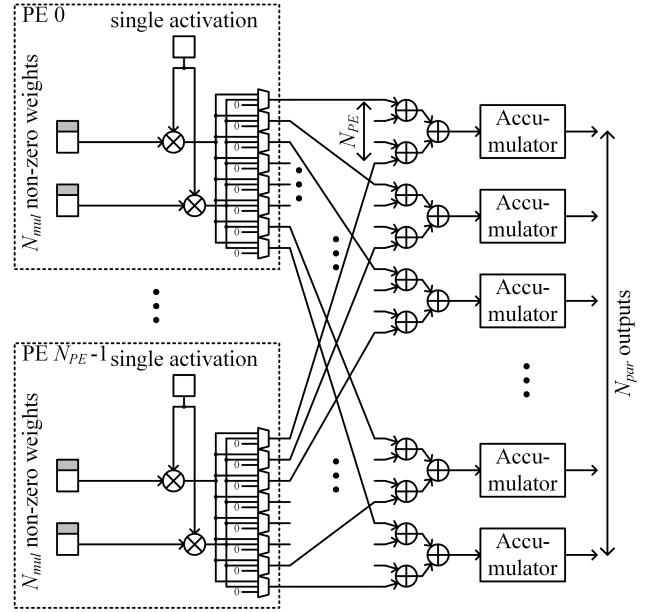 PE 0
single activation
N_mul non-zero weights
0
0
0
0
0
0
0
0
N_PE
Accu-
mulator
Accu-
mulator
Accu-
mulator
PE N_PE-1
single activation
N_mul non-zero weights
0
0
0
0
0
0
0
0
Accu-
mulator
Accu-
mulator
N_par outputs